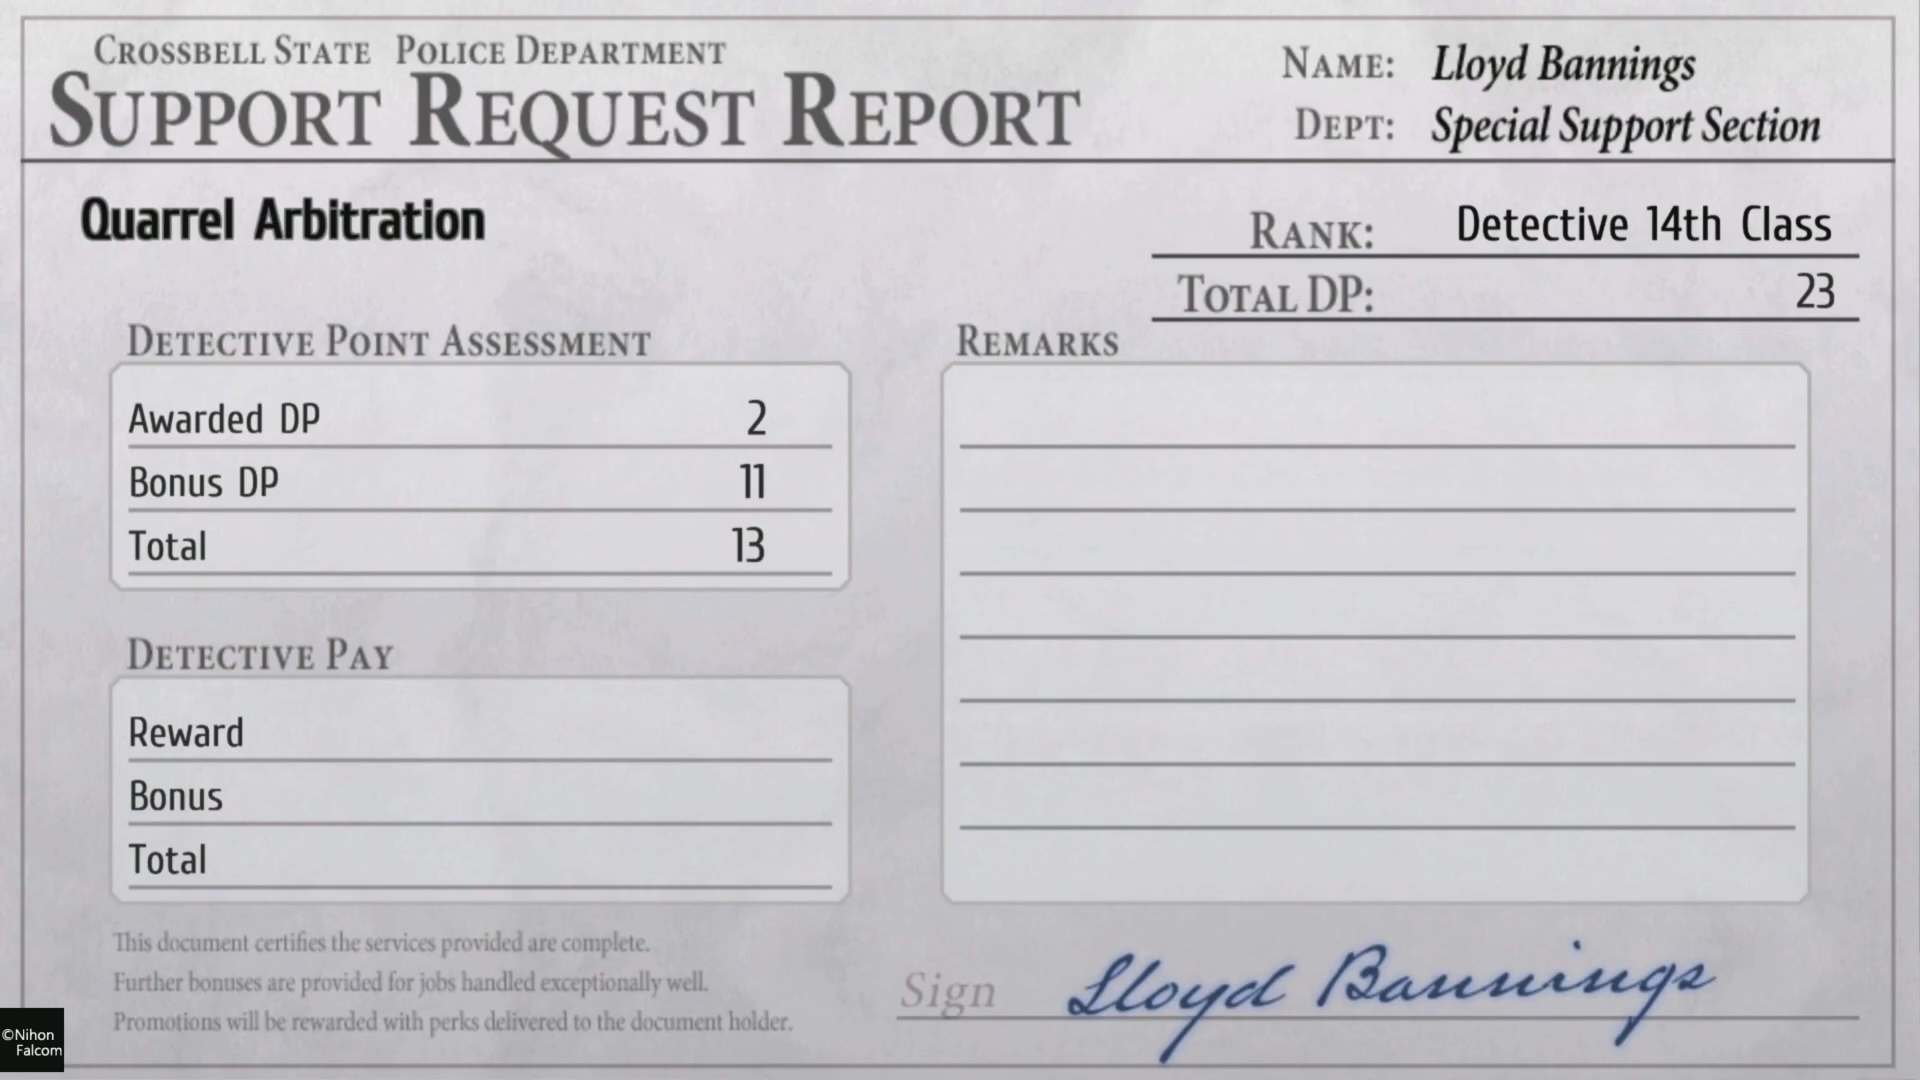 Crossbell State Police Department
Support Request Report
Name: Lloyd Bannings
Dept: Special Support Section
Quarrel Arbitration
Rank: Detective 14th Class
Total DP: 23
Detective Point Assessment
Awarded DP 2
Bonus DP 11
Total 13
Remarks
Detective Pay
Reward
Bonus
Total
This document certifies the services provided are complete.
Further bonuses are provided for jobs handled exceptionally well.
Promotions will be rewarded with perks delivered to the document holder.
Sign Lloyd Bannings
©Nihon
Falcom